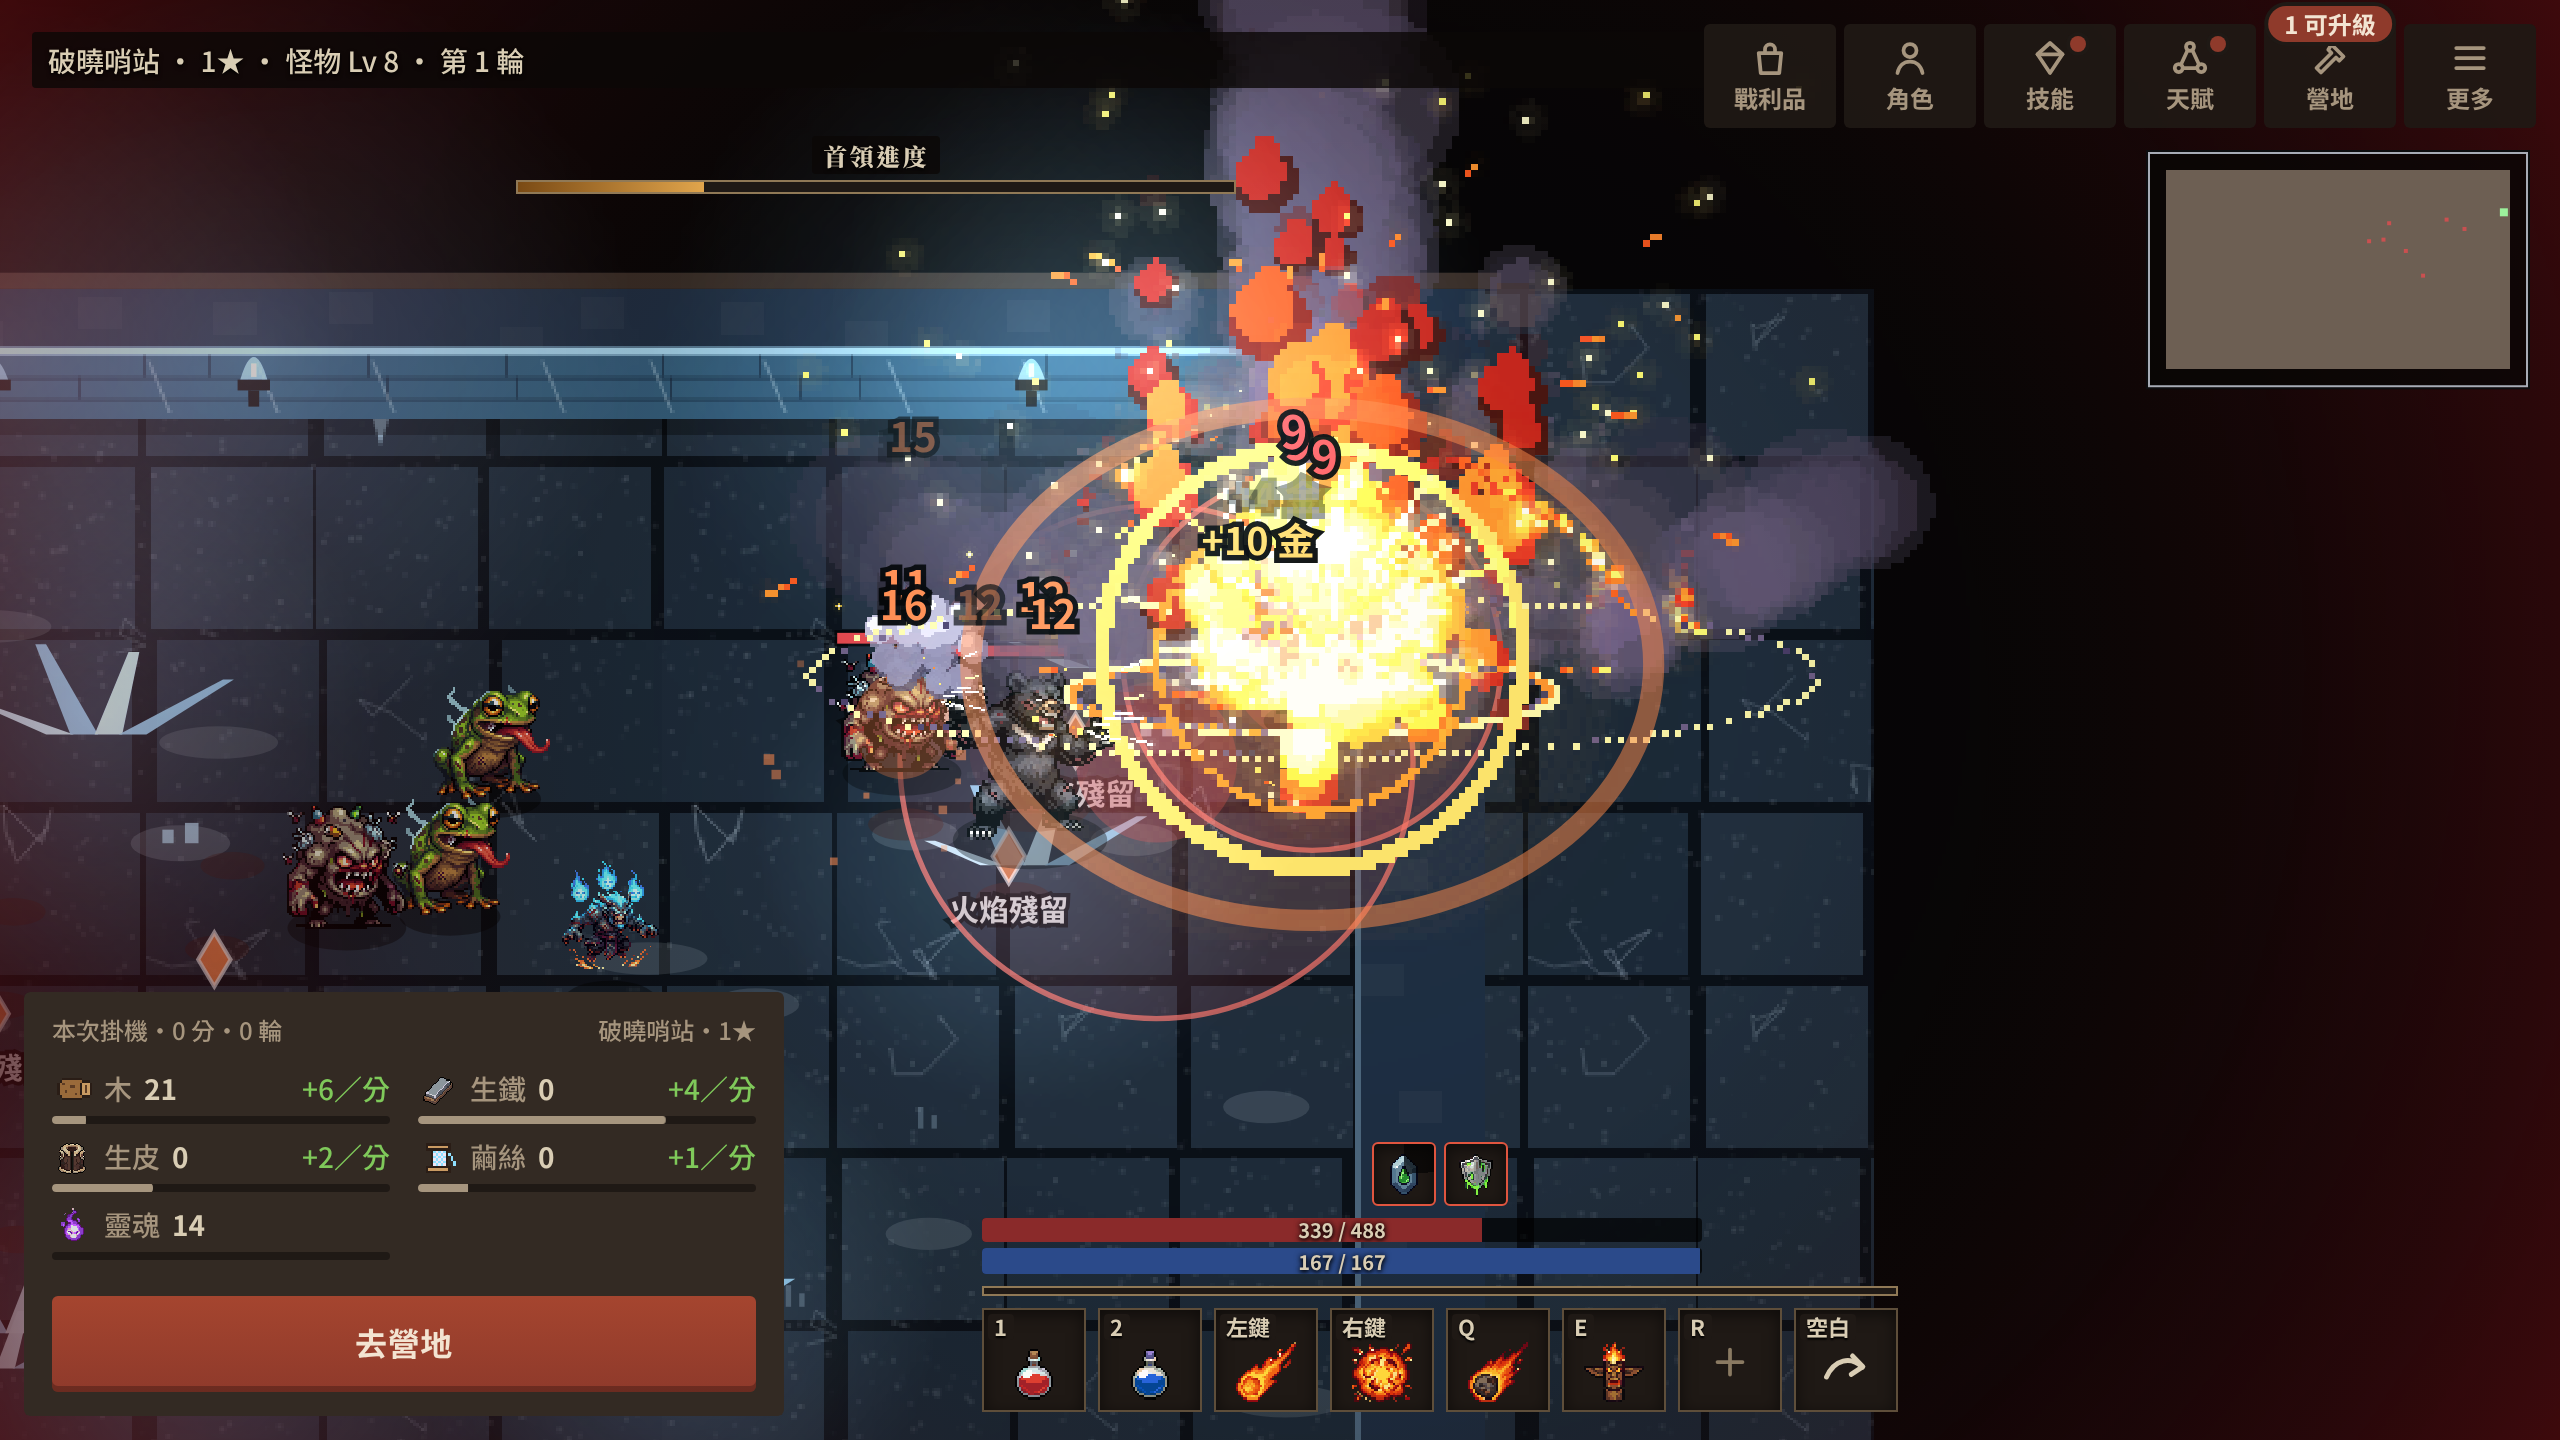 破曉哨站 • 1★ • 怪物 Lv 8 • 第 1 輪
1 可升級
戰利品
角色
技能
天賦
營地
更多
首領進度
15
9
9
+10 金
11
16
12
12
12
殘留
火焰殘留
殘
本次掛機・0 分・0 輪
破曉哨站・1★
木 21 +6／分
生鐵 0 +4／分
生皮 0 +2／分
繭絲 0 +1／分
靈魂 14
去營地
339 / 488
167 / 167
1
2
左鍵
右鍵
Q
E
R
空白